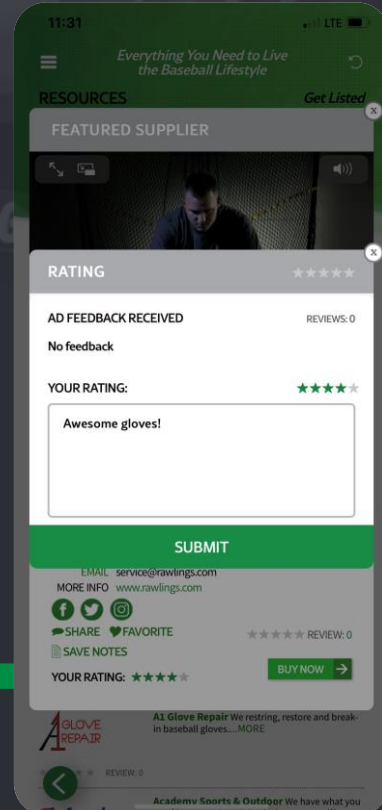 11:31
LTE
Everything You Need to Live
the Baseball Lifestyle
RESOURCES
Get Listed
X
FEATURED SUPPLIER
X
RATING
AD FEEDBACK RECEIVED
REVIEWS: 0
No feedback
YOUR RATING:
Awesome gloves!
SUBMIT
EMAIL service@rawlings.com
MORE INFO www.rawlings.com
SHARE FAVORITE
REVIEW: 0
SAVE NOTES
YOUR RATING:
BUY NOW
A1 GLOVE
REPAIR
A1 Glove Repair We restring, restore and break-
in baseball gloves....MORE
REVIEW: 0
Academy Sports & Outdoor We have what you